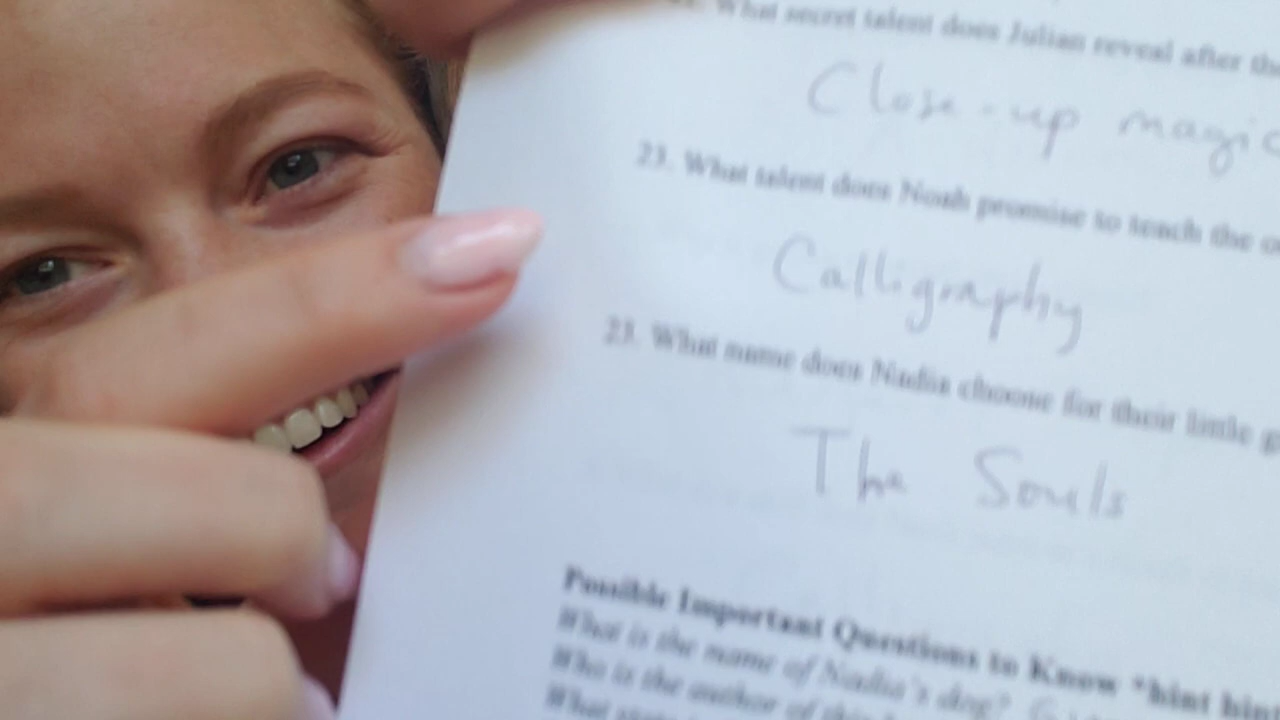 What secret talent does Julian reveal after the
Close-up magic
23. What talent does Noah promise to teach the
Calligraphy
23. What name does Nadia choose for their little
The Souls
Possible Important Questions to Know "hint hint
What is the name of Nadia's dog?
Who is the author of this
What